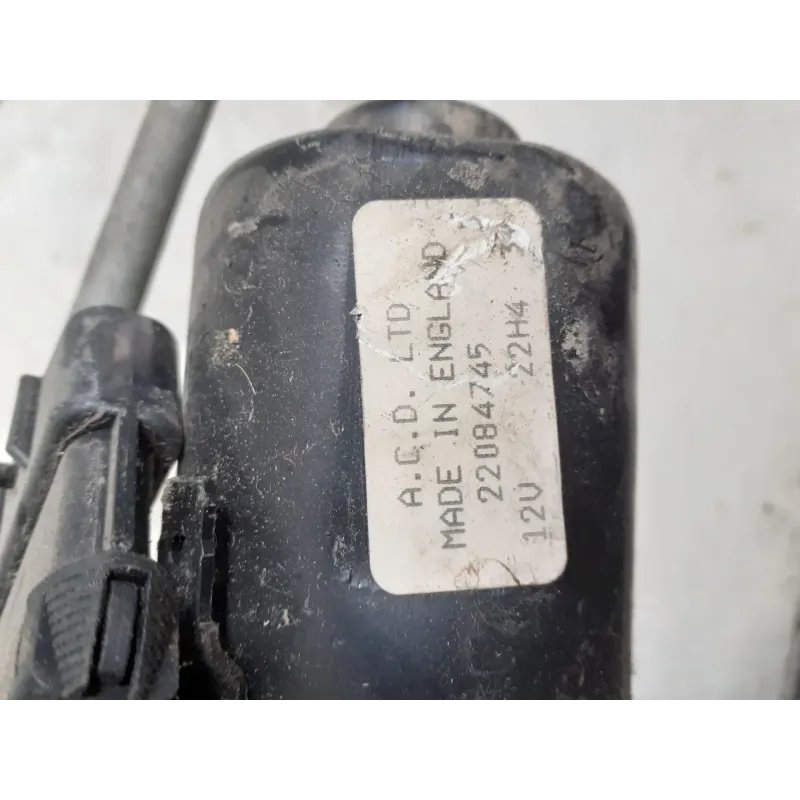 A.C.D. LTD
MADE IN ENGLAND
22084745
12V 22H4